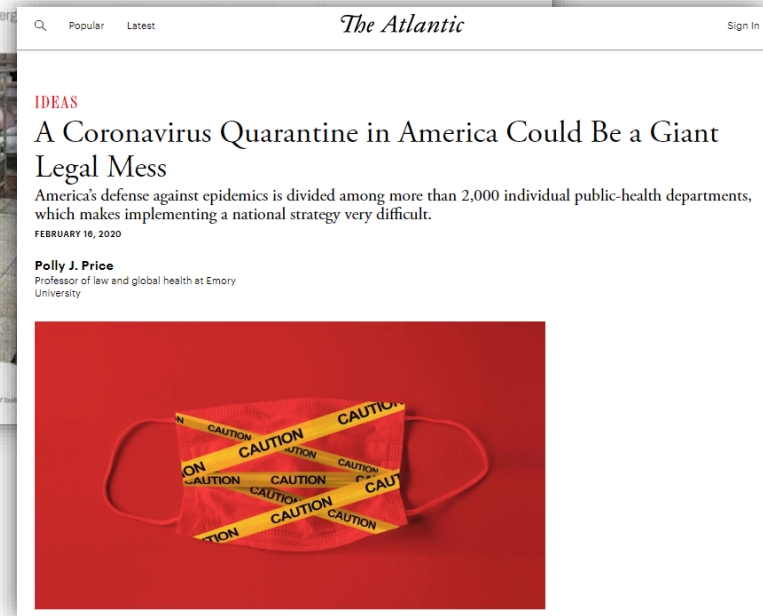 erg
Popular
Latest
The Atlantic
Sign In
IDEAS
A Coronavirus Quarantine in America Could Be a Giant
Legal Mess
America's defense against epidemics is divided among more than 2,000 individual public-health departments,
which makes implementing a national strategy very difficult.
FEBRUARY 16, 2020
Polly J. Price
Professor of law and global health at Emory
University
CAUTION
CAUTION
CAUTION
CAUTION
CAUTION
CAUTION
CAUTION
CAUTION
CAUTION